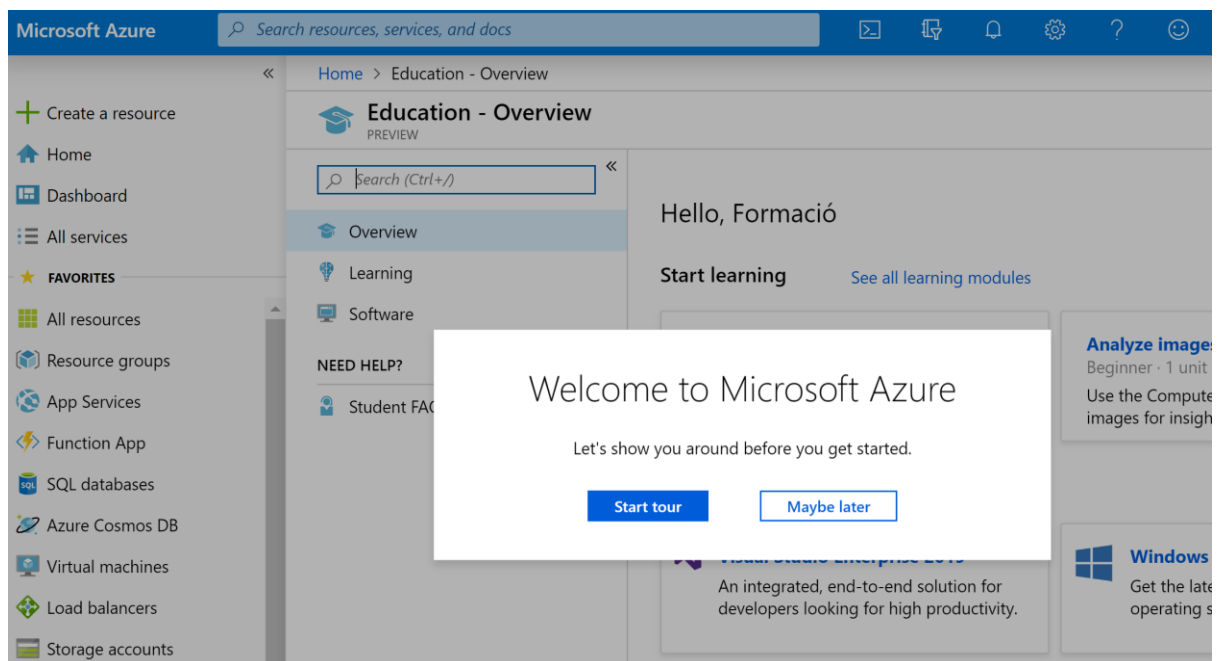 Microsoft Azure
Search resources, services, and docs
Create a resource
Home
Dashboard
All services
FAVORITES
All resources
Resource groups
App Services
Function App
SQL databases
Azure Cosmos DB
Virtual machines
Load balancers
Storage accounts
Home > Education - Overview
Education - Overview
PREVIEW
Search (Ctrl+/)
Overview
Learning
Software
NEED HELP?
Student FAQ
Hello, Formació
Start learning
See all learning modules
Analyze images
Beginner · 1 unit
Use the Compute
images for insigh
Welcome to Microsoft Azure
Let's show you around before you get started.
Start tour
Maybe later
Visual Studio Enterprise 2019
An integrated, end-to-end solution for
developers looking for high productivity.
Windows
Get the late
operating s